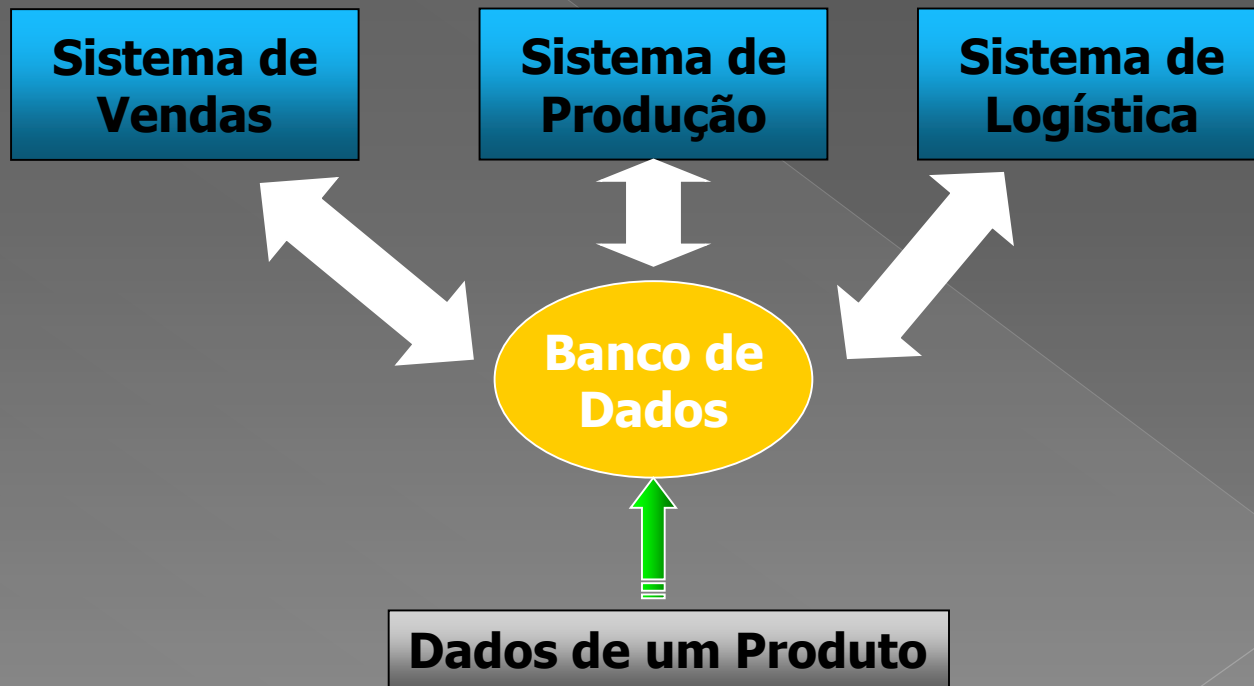 Sistema de
Vendas
Sistema de
Produção
Sistema de
Logística
Banco de
Dados
Dados de um Produto